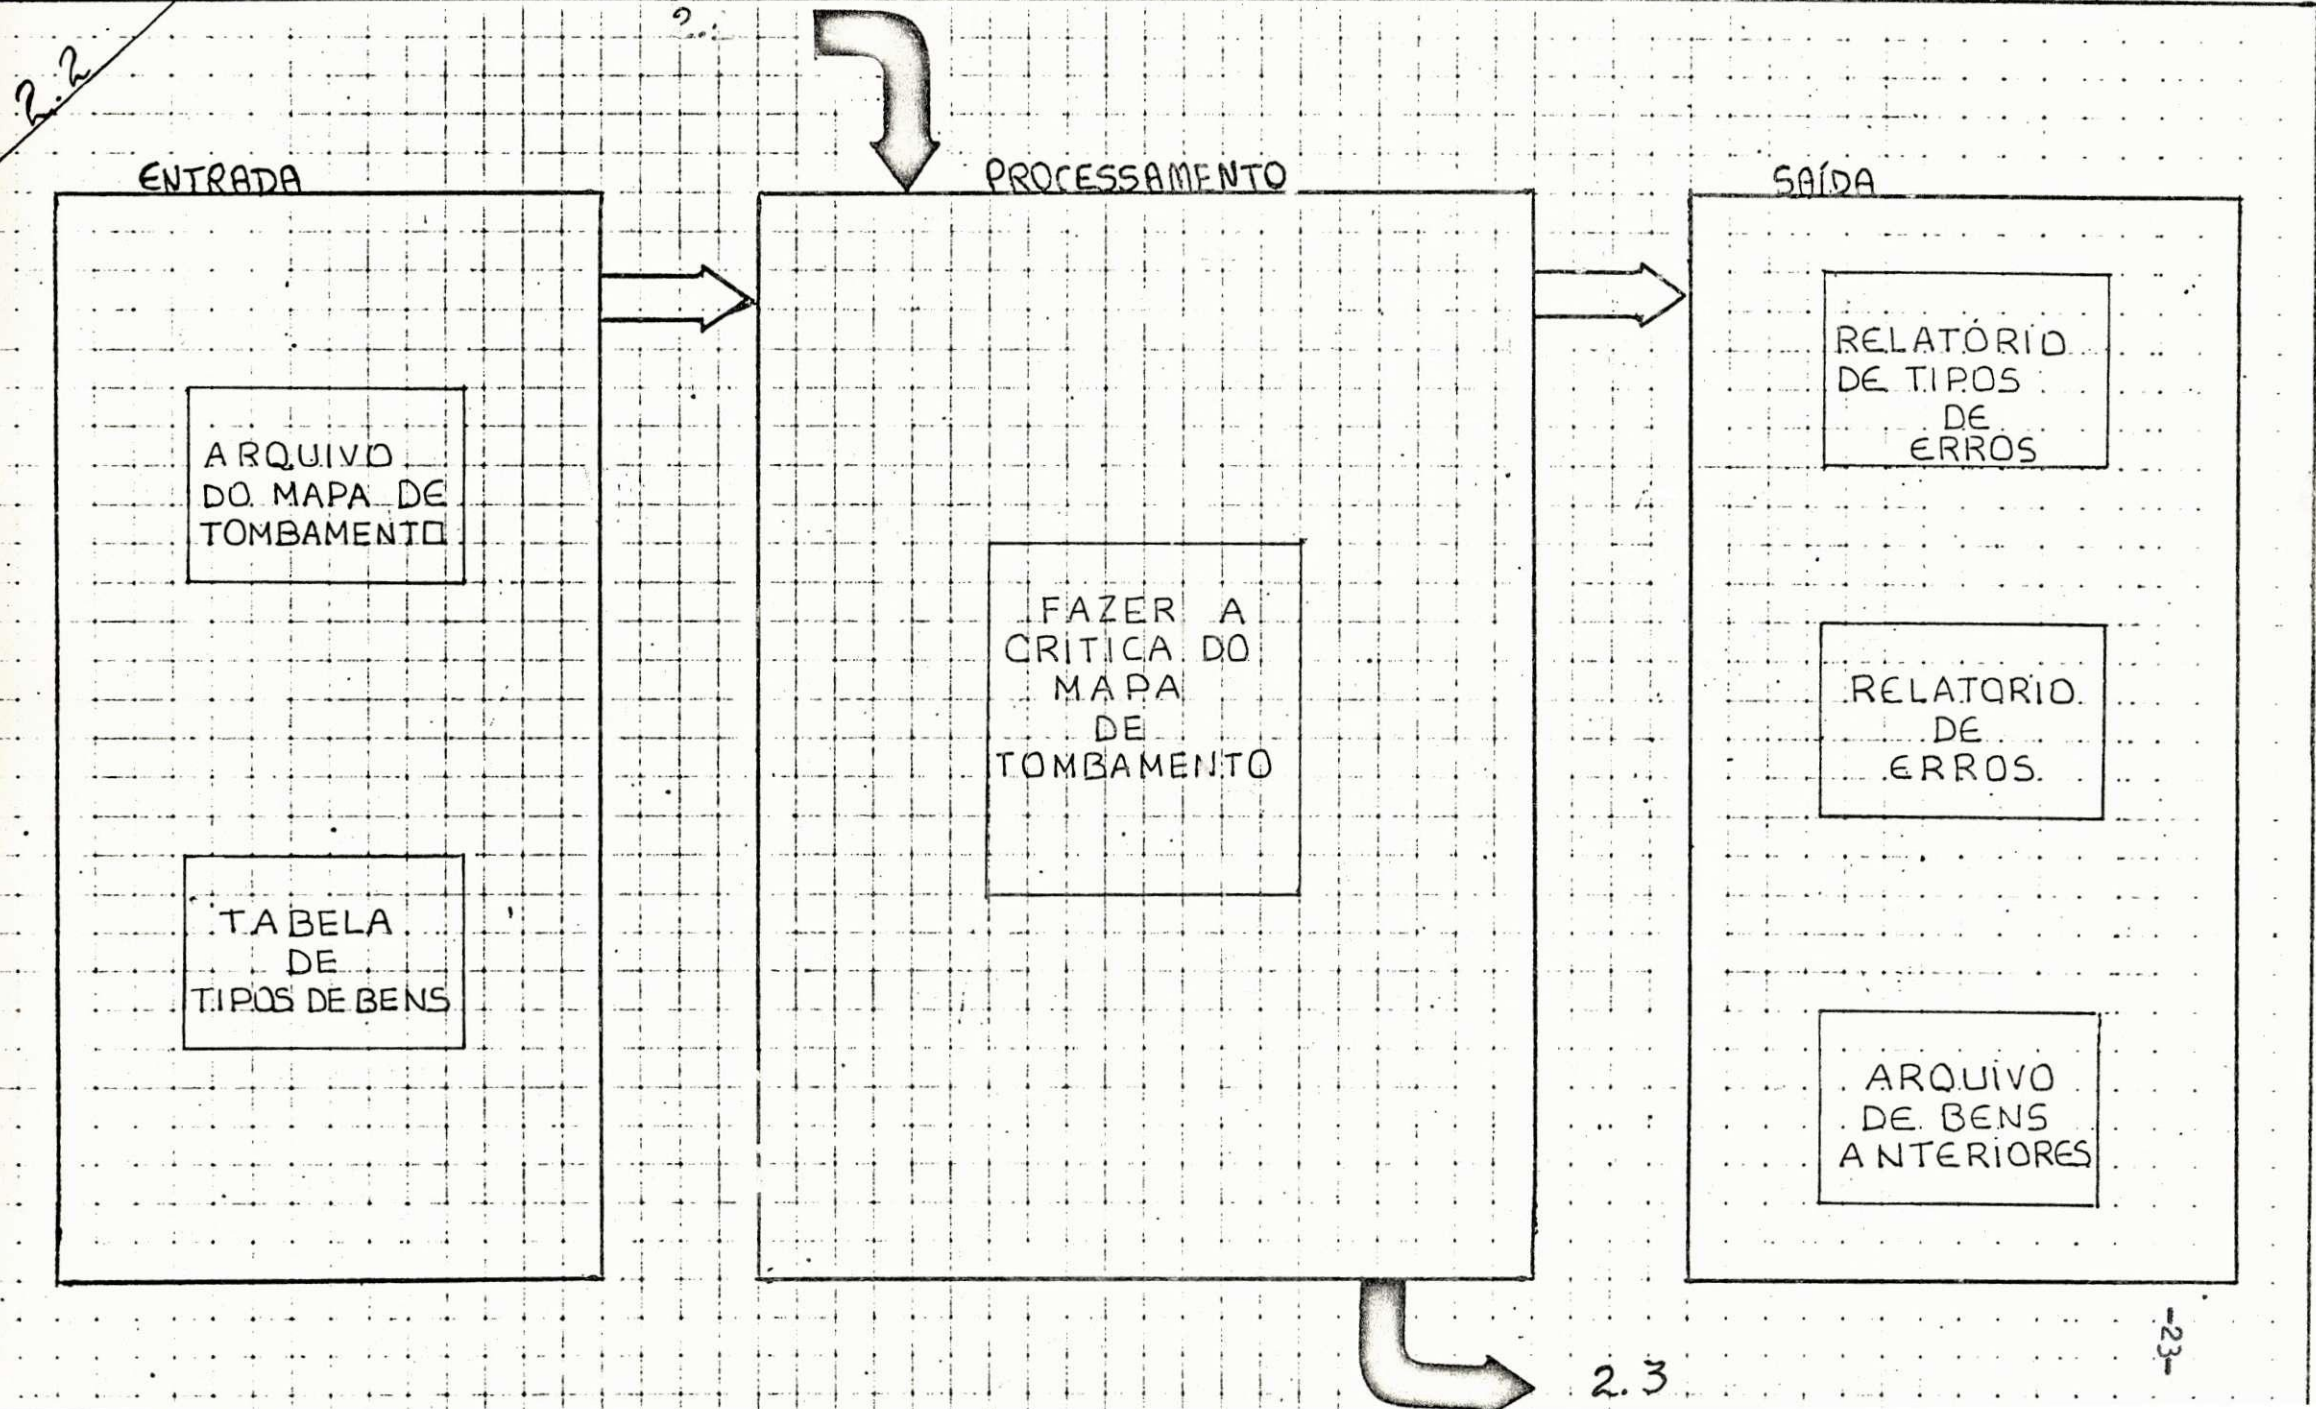 2.2
2.
ENTRADA
ARQUIVO
DO MAPA DE
TOMBAMENTO
TABELA
DE
TIPOS DE BENS
PROCESSAMENTO
FAZER A
CRITICA DO
MAPA
DE
TOMBAMENTO
SAÍDA
RELATÓRIO
DE TIPOS
DE
ERROS
RELATORIO
DE
ERROS
ARQUIVO
DE BENS
ANTERIORES
2.3
-23-